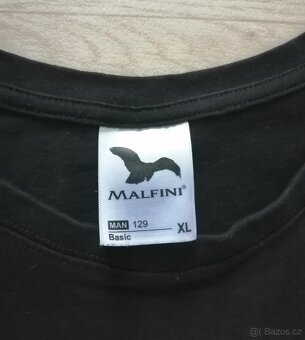 MALFINI®
MAN 129
Basic
XL
© Bazos.cz